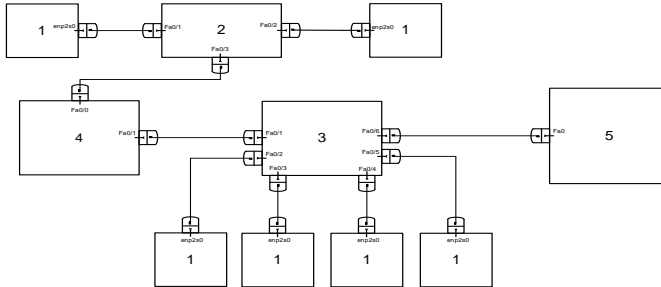 1 enp2s0 Fa0/1 2 Fa0/2 enp2s0 1
Fa0/3
Fa0/0
4 Fa0/1 Fa0/1 3 Fa0/6 Fa0 5
Fa0/2 Fa0/5
Fa0/3 Fa0/4
enp2s0 enp2s0 enp2s0 enp2s0
1 1 1 1